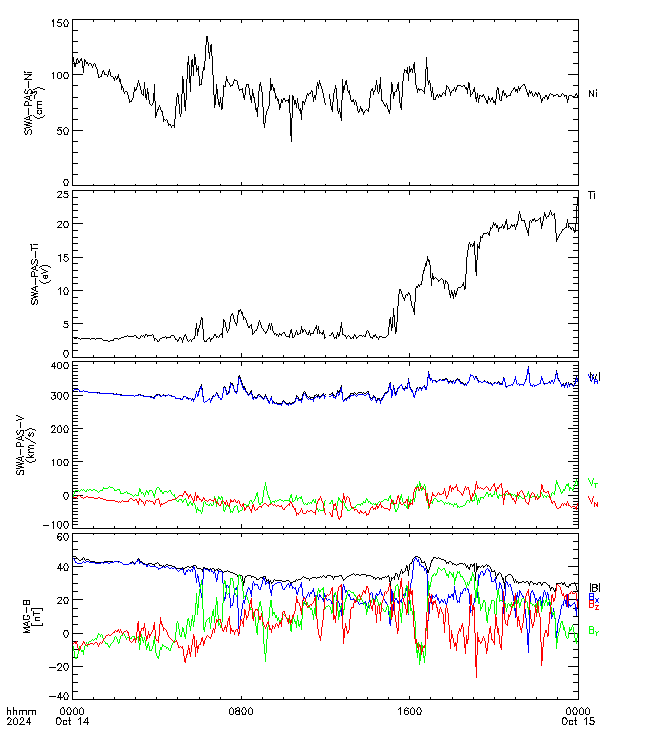 150
100
50
0
SWA-PAS-Ni
(cm⁻³)
Ni
25
20
15
10
5
0
SWA-PAS-Ti
(eV)
Ti
400
300
200
100
0
-100
SWA-PAS-V
(km/s)
|V|
V_T
V_N
60
40
20
0
-20
-40
MAG-B
[nT]
|B|
B_X
B_Z
B_Y
hhmm 0000 0800 1600 0000
2024 Oct 14 Oct 15